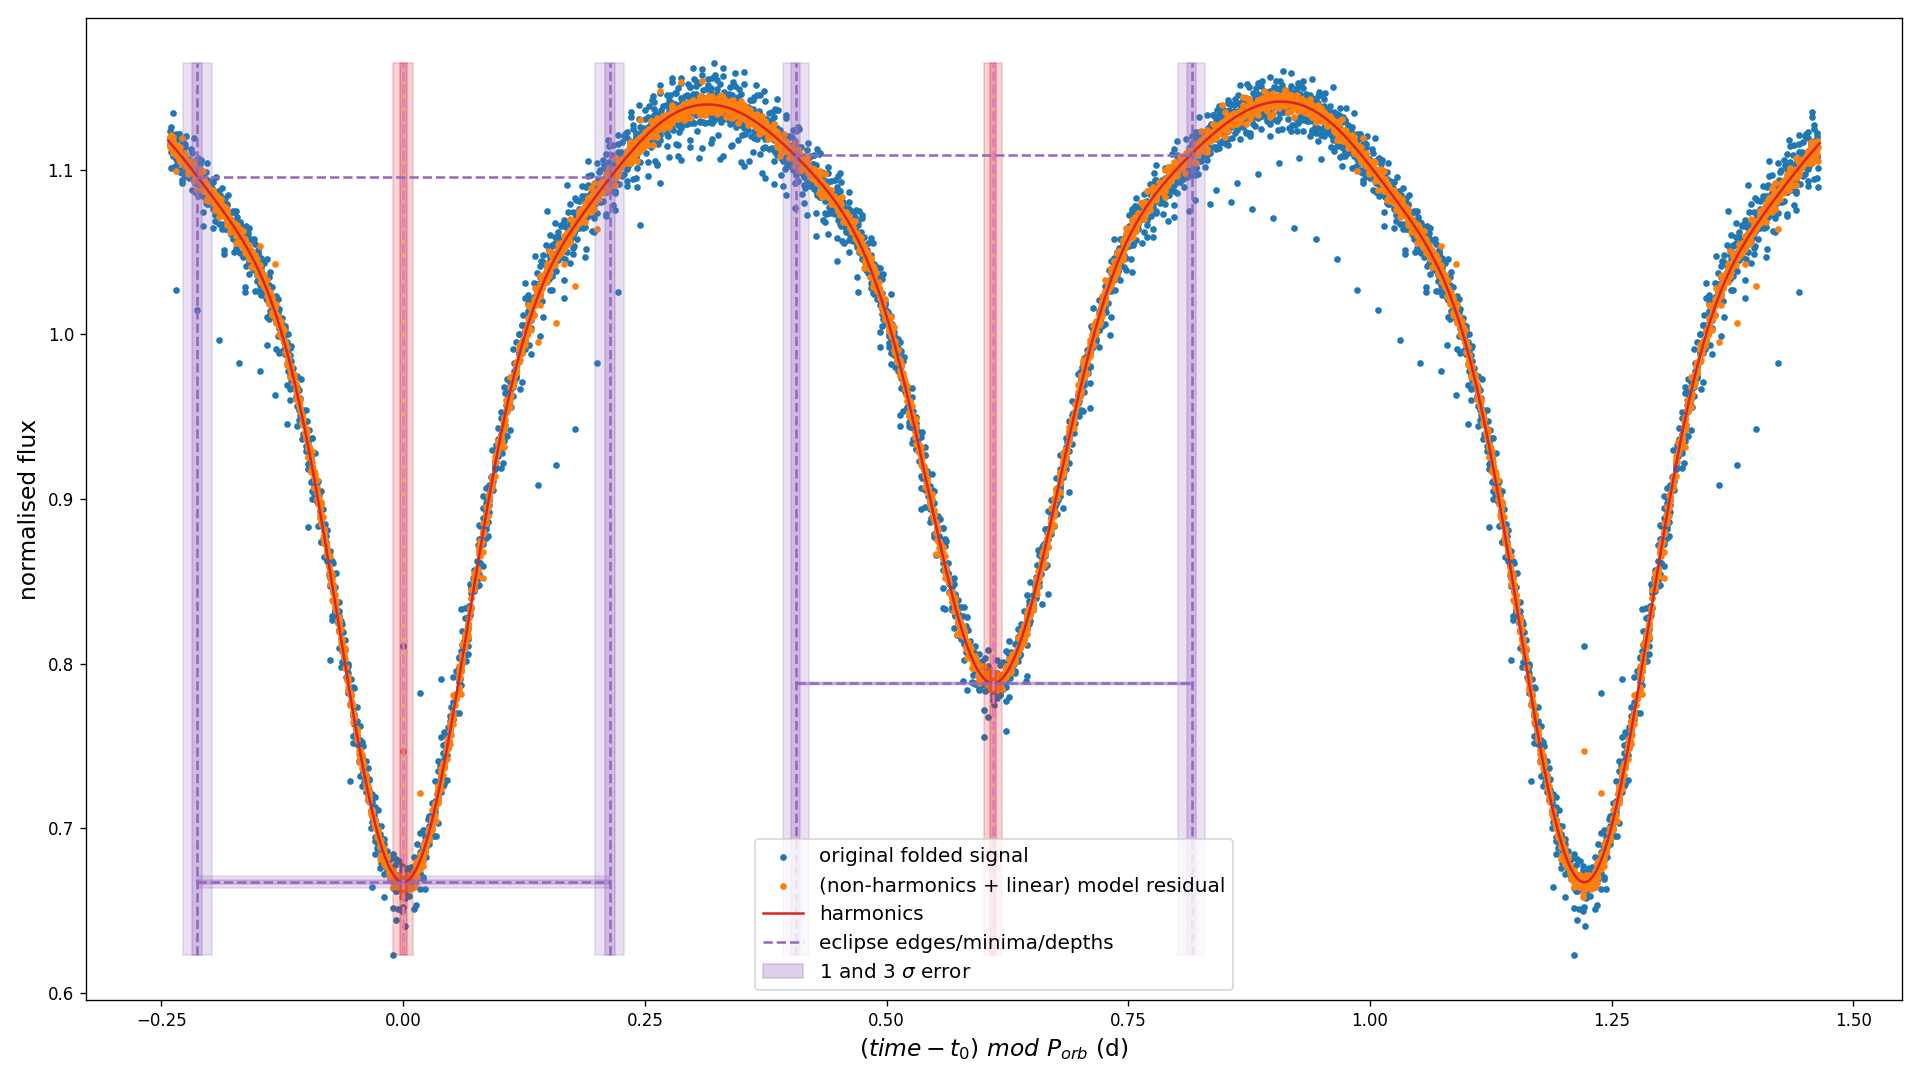 normalised flux
1.1
1.0
0.9
0.8
0.7
0.6
original folded signal
(non-harmonics + linear) model residual
harmonics
eclipse edges/minima/depths
1 and 3 σ error
−0.25 0.00 0.25 0.50 0.75 1.00 1.25 1.50
(time − t₀) mod Pₒᵣb (d)